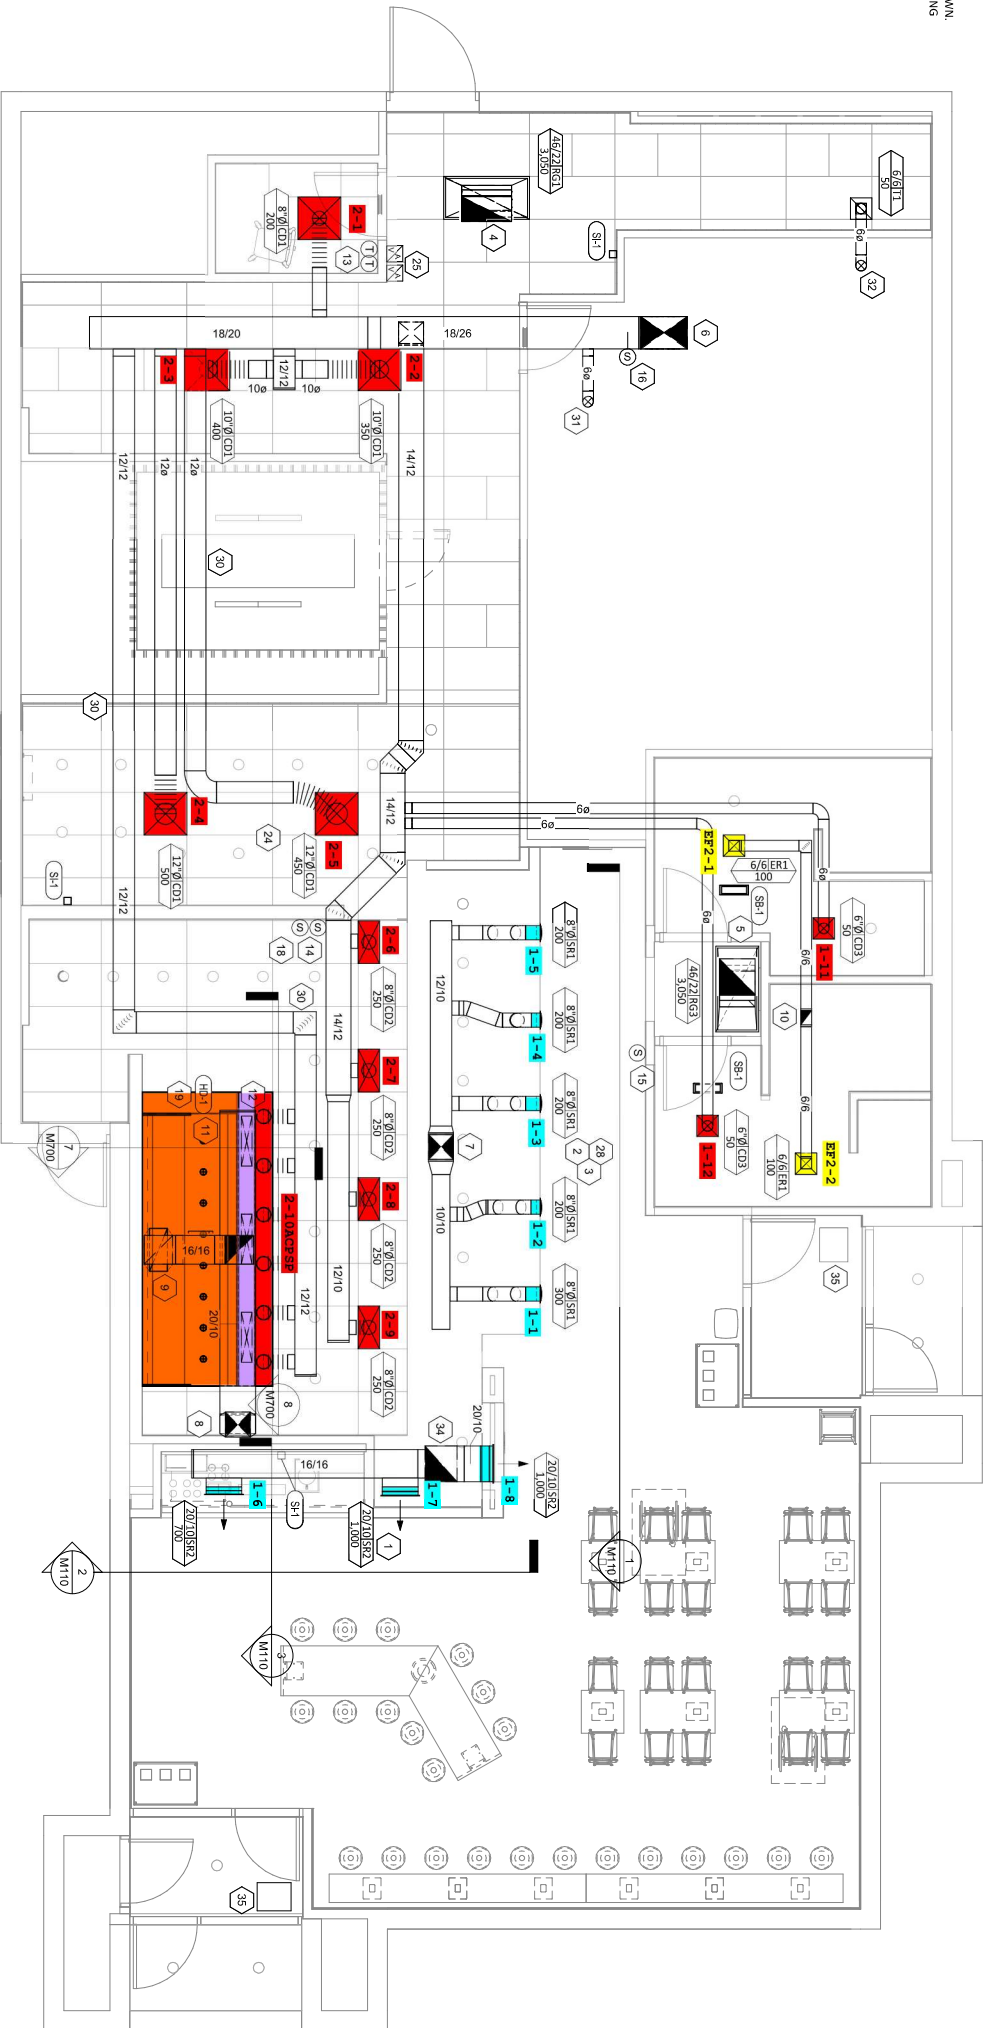 WN.
NG
46/22 RG1
3,050
6/6 T1
50
2-1
8"Ø CD1
200
4
SI-1
6ø
32
13
T
T
V
A
V
A
25
18/20
18/26
6
S
16
6ø
31
2-3
12/12
10ø
10ø
2-2
10"Ø CD1
400
10"Ø CD1
350
12/12
12ø
12ø
14/12
30
30
2-4
2-5
24
12"Ø CD1
500
12"Ø CD1
450
14/12
6ø
6ø
EF2-1
6/6 ER1
100
6ø
SI-1
12/12
SB-1
5
6ø
6"Ø CD3
50
1-11
S
S
18
14
2-6
8"Ø CD2
250
12/10
8"Ø SR1
200
1-5
46/22 RG3
3,050
6/6
10
30
14/12
1-4
8"Ø SR1
200
S
15
SB-1
2-7
8"Ø CD2
250
19
HD-1
12
11
1-3
8"Ø SR1
200
6/6
6"Ø CD3
50
1-12
6/6 ER1
100
EF2-2
7
M700
7
28
2
3
2-8
8"Ø CD2
250
2-10ACPSP
16/16
9
20/10
12/12
12/10
10/10
1-2
8"Ø SR1
200
1-1
8"Ø SR1
300
2-9
8"Ø CD2
250
35
8
M700
8
34
20/10
16/16
1-6
SI-1
1-7
1-8
20/10 SR2
1,000
20/10 SR2
700
20/10 SR2
1,000
1
2
M110
1
M110
3
M110
35